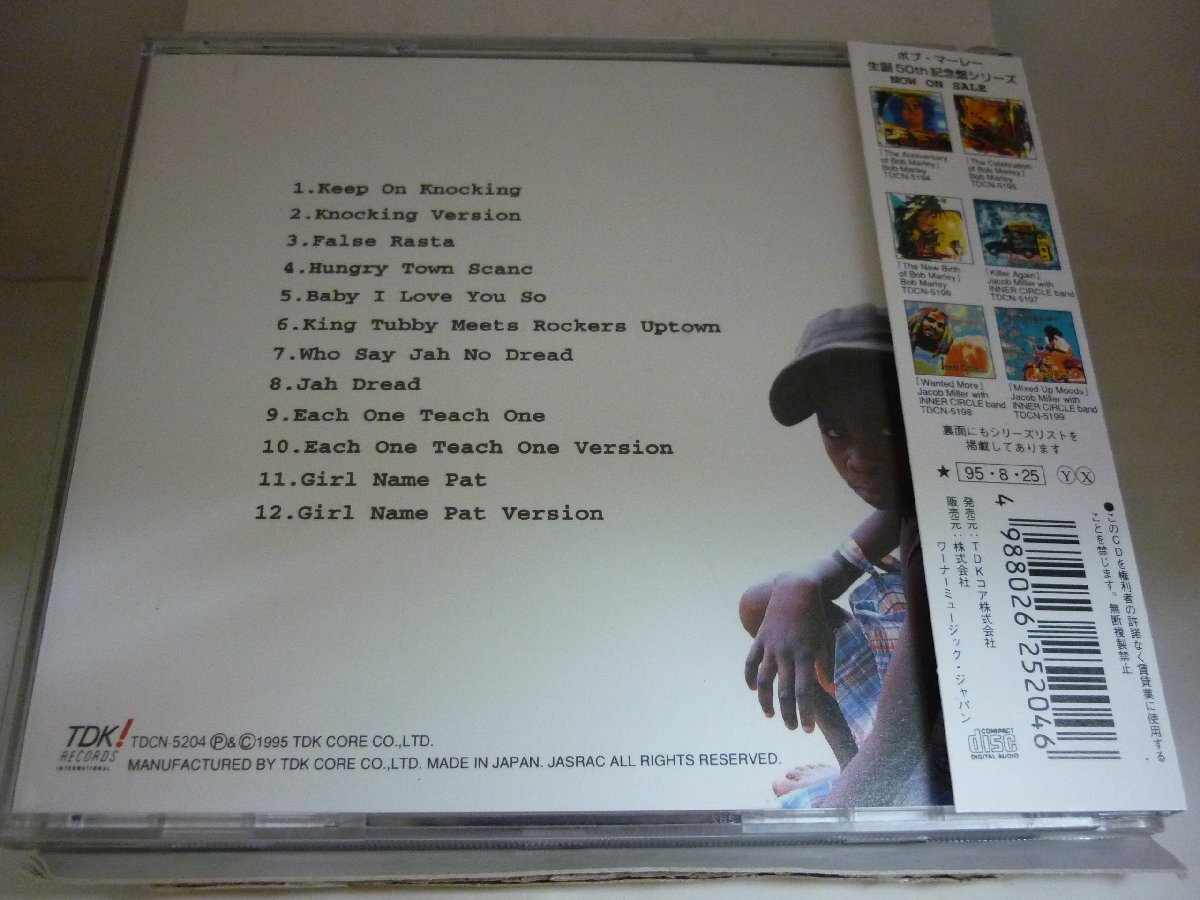 1.Keep On Knocking
2.Knocking Version
3.False Rasta
4.Hungry Town Scanc
5.Baby I Love You So
6.King Tubby Meets Rockers Uptown
7.Who Say Jah No Dread
8.Jah Dread
9.Each One Teach One
10.Each One Teach One Version
11.Girl Name Pat
12.Girl Name Pat Version
TDK!
RECORDS
INTERNATIONAL
TDCN-5204 Ⓟ&Ⓒ1995 TDK CORE CO.,LTD.
MANUFACTURED BY TDK CORE CO.,LTD. MADE IN JAPAN. JASRAC ALL RIGHTS RESERVED.
ボブ・マーレー
生誕50th記念盤シリーズ
NOW ON SALE
「The Anniversary
of Bob Marley」
Bob Marley
TDCN-5194
「The Celebration
of Bob Marley」
Bob Marley
TDCN-5195
「The New Birth
of Bob Marley」
Bob Marley
TDCN-5196
「Killer Again」
Jacob Miller with
INNER CIRCLE band
TDCN-5197
「Wanted More」
Jacob Miller with
INNER CIRCLE band
TDCN-5198
「Mixed Up Moods」
Jacob Miller with
INNER CIRCLE band
TDCN-5199
裏面にもシリーズリストを
掲載してあります
★ 95・8・25 Ⓨ Ⓧ
●このCDを権利者の許諾なく賃貸業に使用する
ことを禁じます。無断複製禁止
4 988026 252046
発売元:TDKコア株式会社
販売元:株式会社
ワーナーミュージック・ジャパン
COMPACT
disc
DIGITAL AUDIO